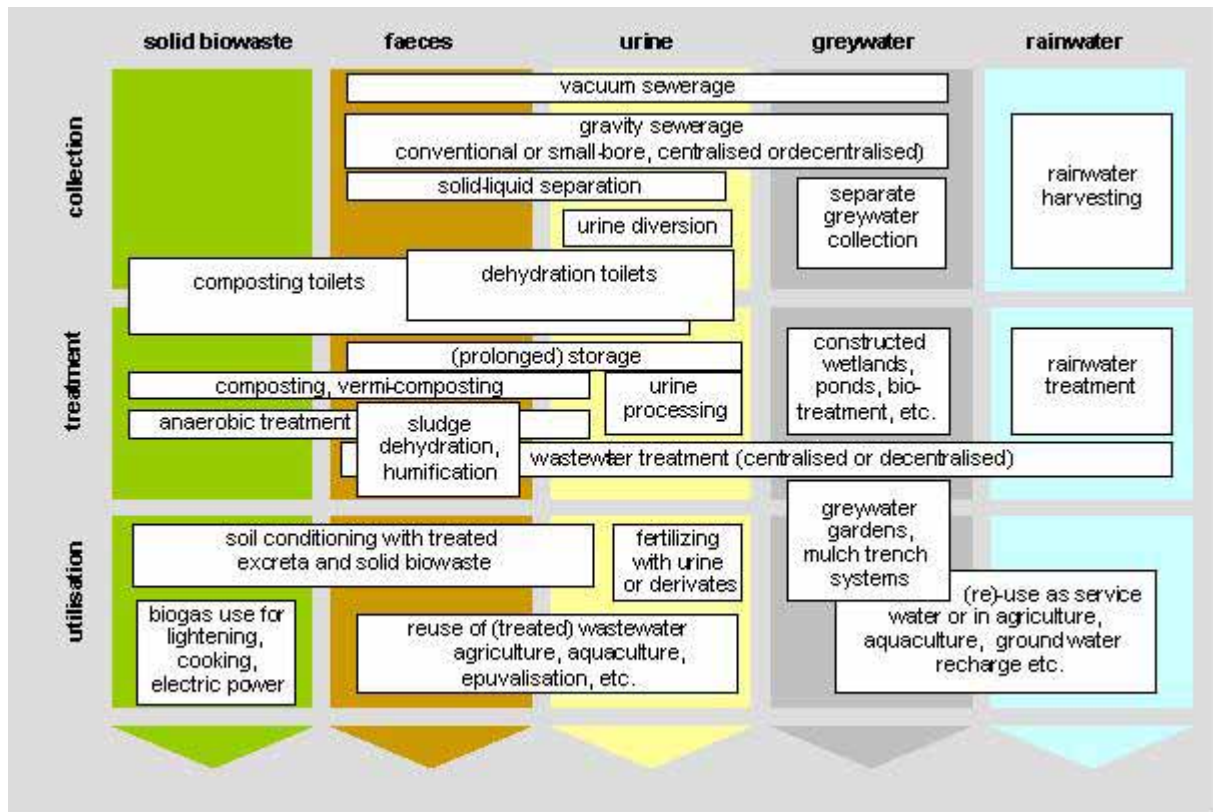 solid biowaste faeces urine greywater rainwater
collection
vacuum sewerage
gravity sewerage
conventional or small-bore, centralised ordecentralised)
solid-liquid separation
urine diversion
separate
greywater
collection
rainwater
harvesting
composting toilets
dehydration toilets
treatment
(prolonged) storage
composting, vermi-composting
urine
processing
anaerobic treatment
sludge
dehydration,
humification
constructed
wetlands,
ponds, bio-
treatment, etc.
rainwater
treatment
wastewter treatment (centralised or decentralised)
utilisation
soil conditioning with treated
excreta and solid biowaste
fertilizing
with urine
or derivates
greywater
gardens,
mulch trench
systems
biogas use for
lightening,
cooking,
electric power
reuse of (treated) wastewater
agriculture, aquaculture,
epuvalisation, etc.
(re)-use as service
water or in agriculture,
aquaculture, ground water
recharge etc.